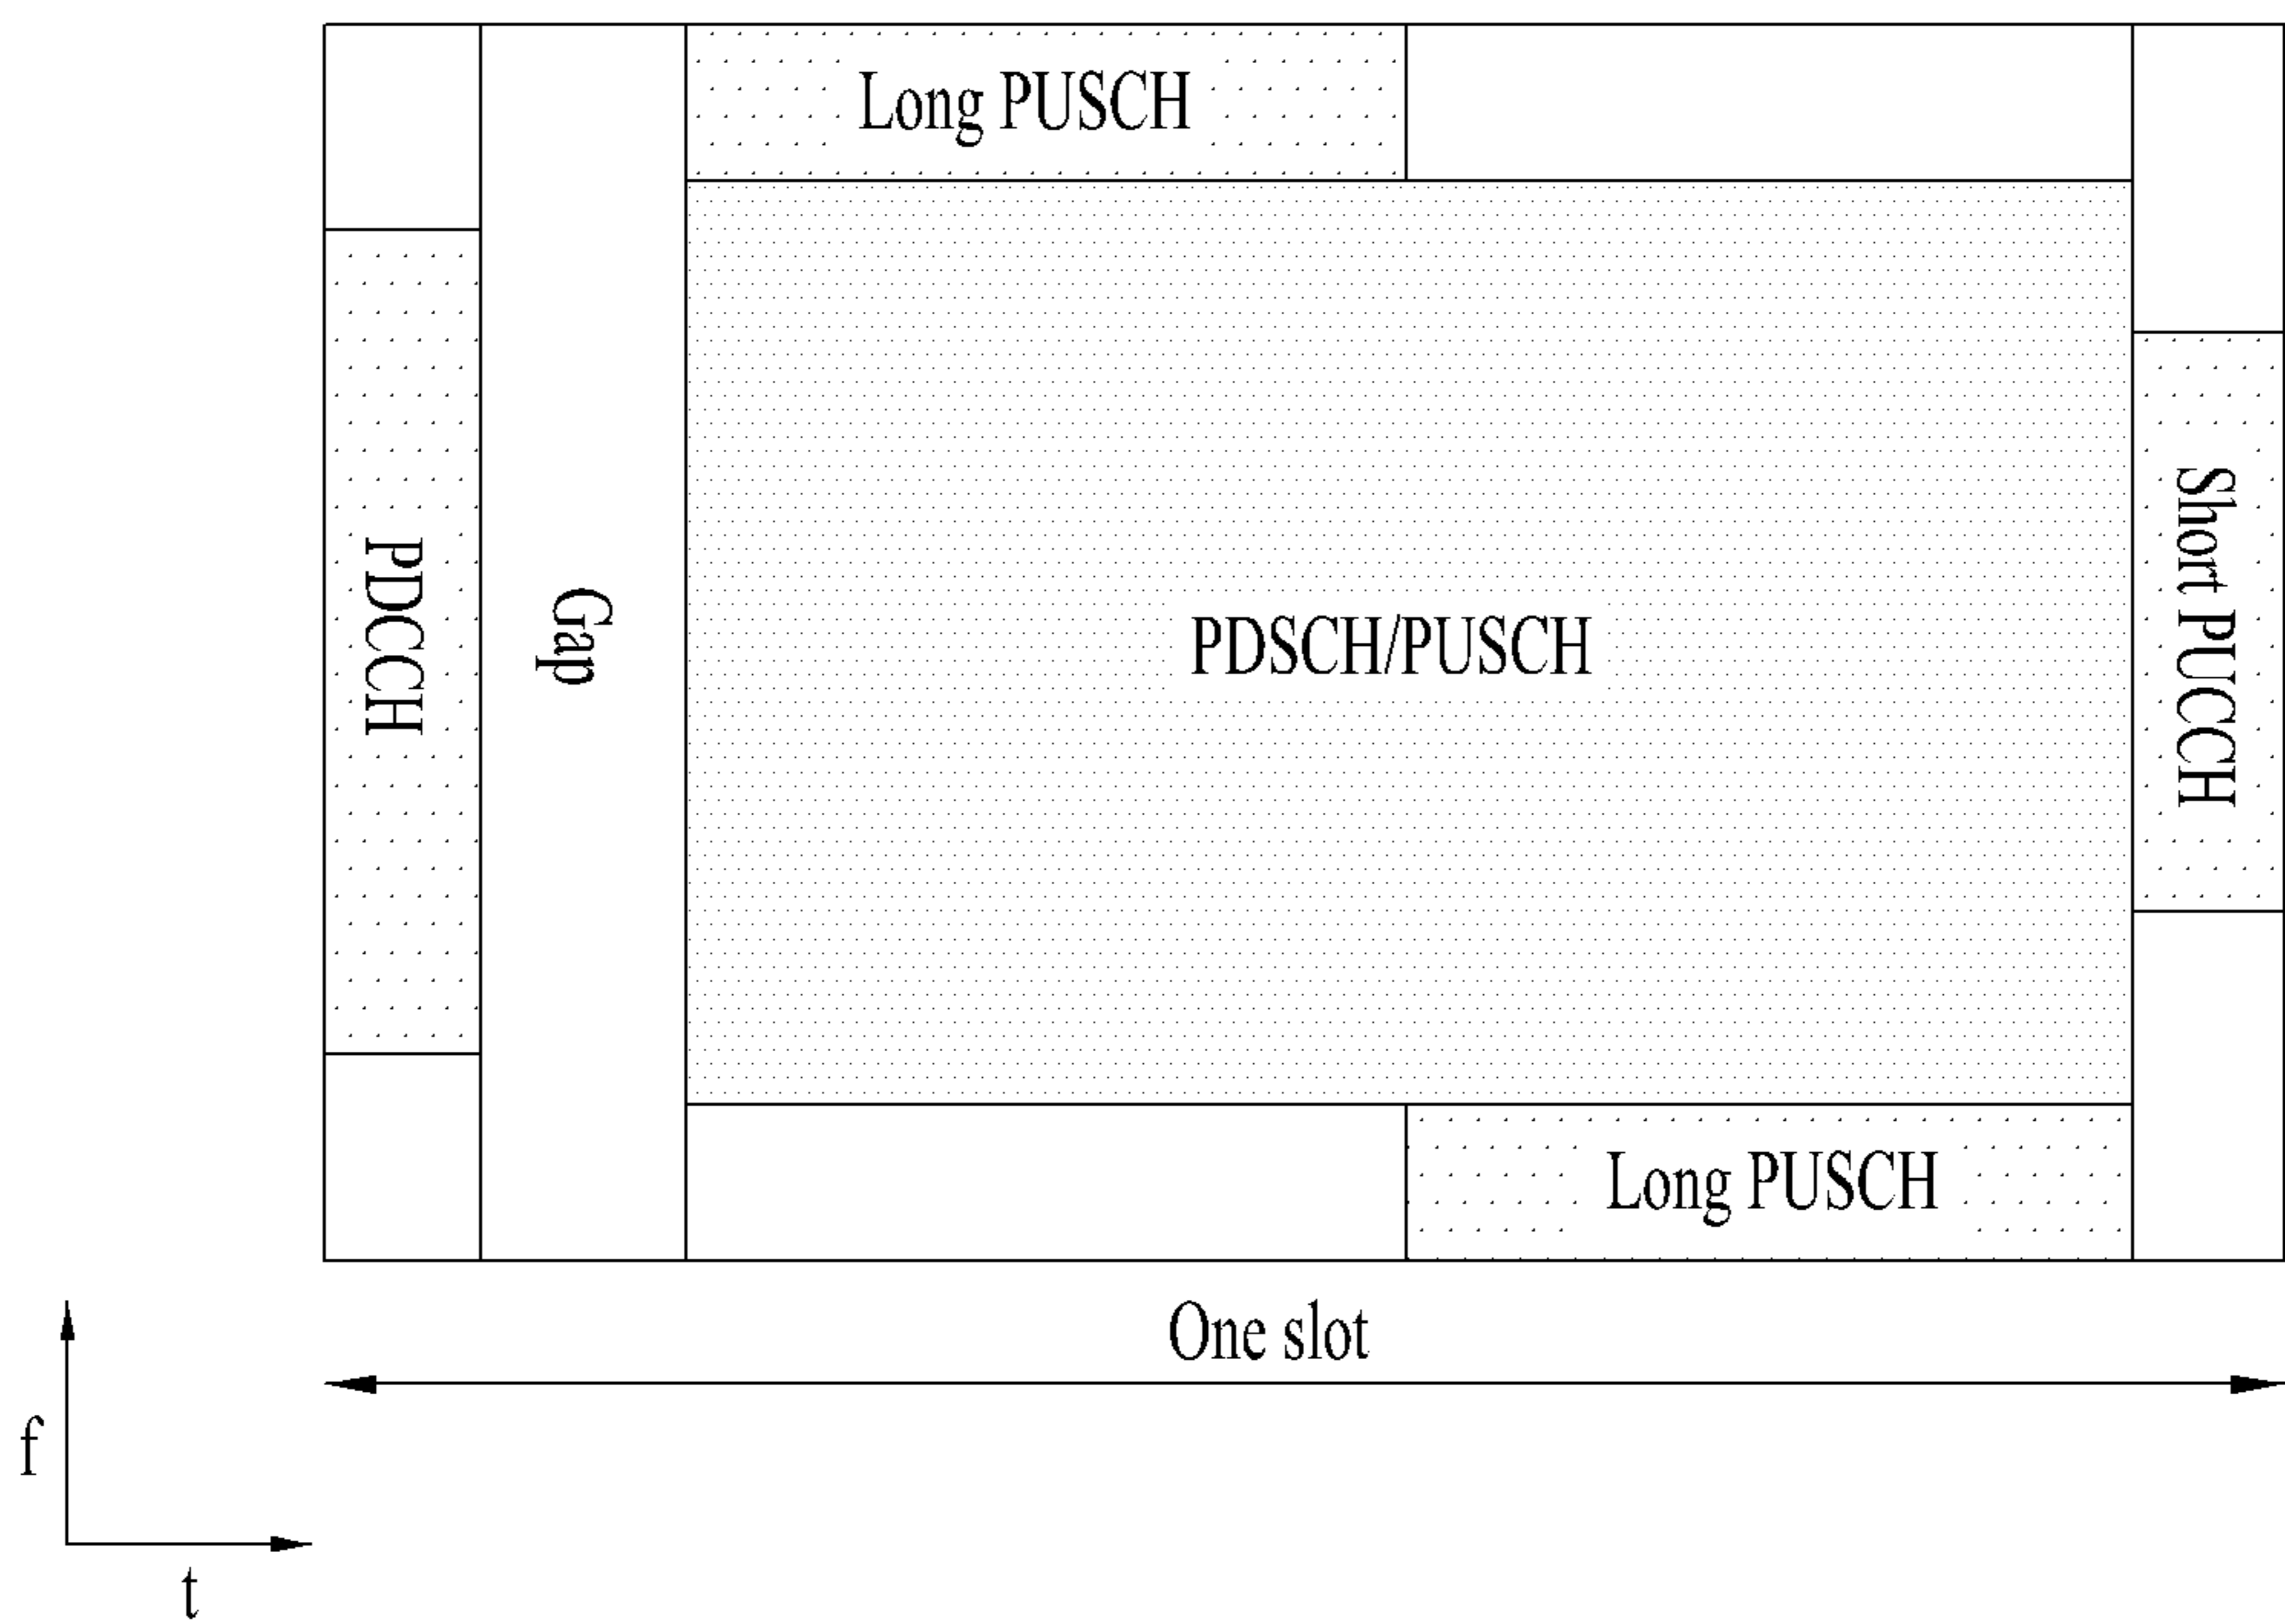 Long PUSCH
PDCCH
Gap
PDSCH/PUSCH
Short PUCCH
Long PUSCH
One slot
f
t